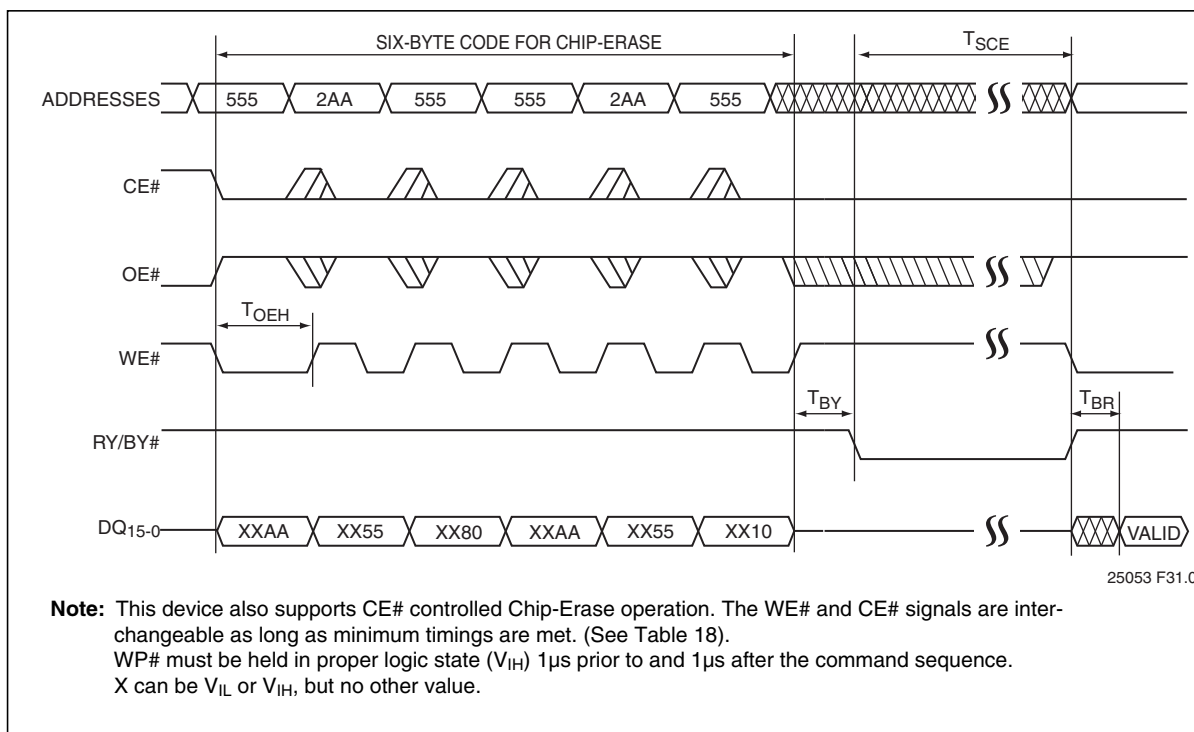 SIX-BYTE CODE FOR CHIP-ERASE
TSCE
ADDRESSES 555 2AA 555 555 2AA 555
CE#
OE#
TOEH
WE#
TBY TBR
RY/BY#
DQ15-0 XXAA XX55 XX80 XXAA XX55 XX10 VALID
25053 F31.0
Note: This device also supports CE# controlled Chip-Erase operation. The WE# and CE# signals are inter-
changeable as long as minimum timings are met. (See Table 18).
WP# must be held in proper logic state (VIH) 1µs prior to and 1µs after the command sequence.
X can be VIL or VIH, but no other value.